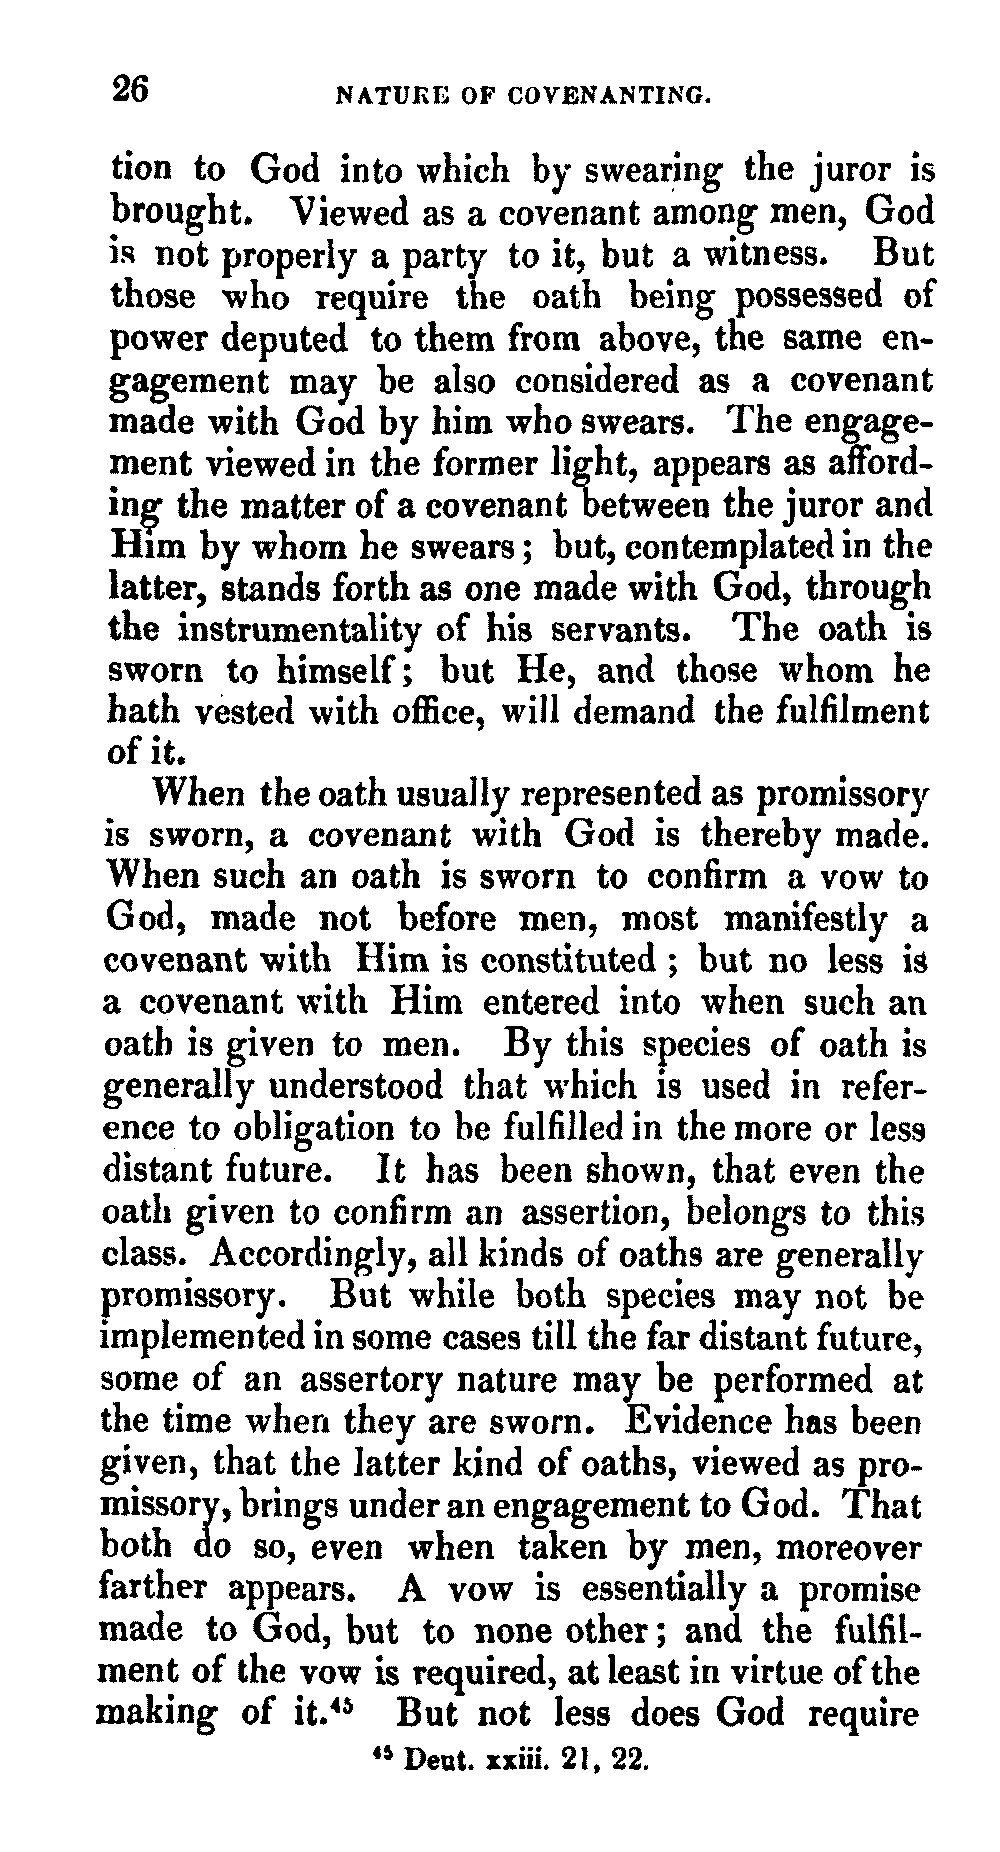 26
NATURE OF COVENANTING.
tion to God into which by swearing the juror is
brought. Viewed as a covenant among men, God
is not properly a party to it, but a witness. But
those who require the oath being possessed of
power deputed to them from above, the same en-
gagement may be also considered as a covenant
made with God by him who swears. The engage-
ment viewed in the former light, appears as afford-
ing the matter of a covenant between the juror and
Him by whom he swears; but, contemplated in the
latter, stands forth as one made with God, through
the instrumentality of his servants. The oath is
sworn to himself; but He, and those whom he
hath vested with office, will demand the fulfilment
of it.
When the oath usually represented as promissory
is sworn, a covenant with God is thereby made.
When such an oath is sworn to confirm a vow to
God, made not before men, most manifestly a
covenant with Him is constituted; but no less is
a covenant with Him entered into when such an
oath is given to men. By this species of oath is
generally understood that which is used in refer-
ence to obligation to be fulfilled in the more or less
distant future. It has been shown, that even the
oath given to confirm an assertion, belongs to this
class. Accordingly, all kinds of oaths are generally
promissory. But while both species may not be
implemented in some cases till the far distant future,
some of an assertory nature may be performed at
the time when they are sworn. Evidence has been
given, that the latter kind of oaths, viewed as pro-
missory, brings under an engagement to God. That
both do so, even when taken by men, moreover
farther appears. A vow is essentially a promise
made to God, but to none other; and the fulfil-
ment of the vow is required, at least in virtue of the
making of it.⁴⁵ But not less does God require
⁴⁵ Deut. xxiii. 21, 22.